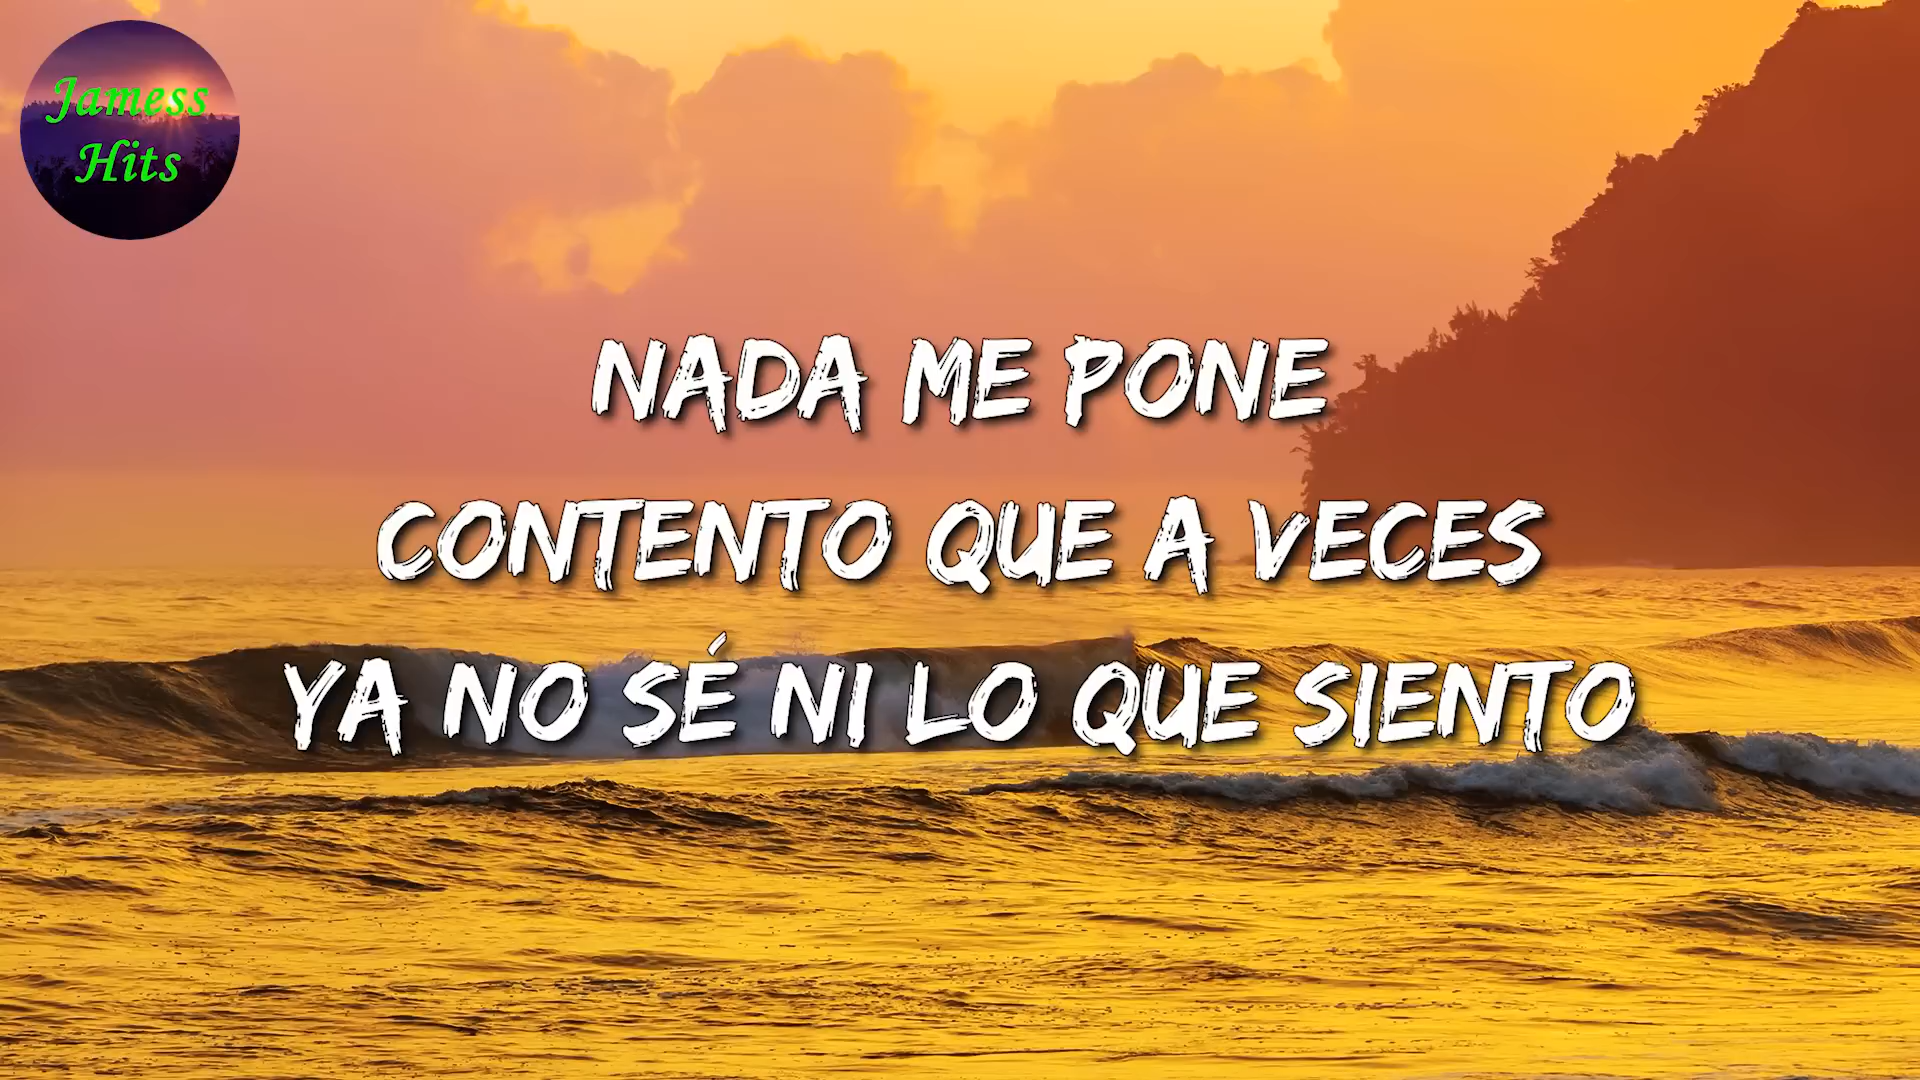 Jamess
Hits
NADA ME PONE
CONTENTO QUE A VECES
YA NO SÉ NI LO QUE SIENTO